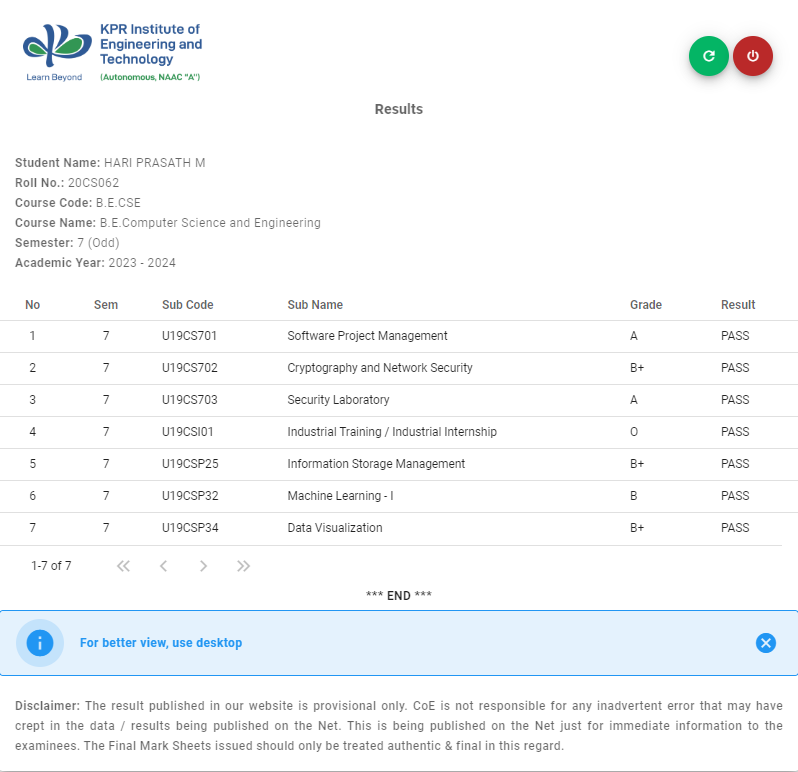 KPR Institute of
Engineering and
Technology
Learn Beyond (Autonomous, NAAC "A")
Results
Student Name: HARI PRASATH M
Roll No.: 20CS062
Course Code: B.E.CSE
Course Name: B.E.Computer Science and Engineering
Semester: 7 (Odd)
Academic Year: 2023 - 2024
No Sem Sub Code Sub Name Grade Result
1 7 U19CS701 Software Project Management A PASS
2 7 U19CS702 Cryptography and Network Security B+ PASS
3 7 U19CS703 Security Laboratory A PASS
4 7 U19CSI01 Industrial Training / Industrial Internship O PASS
5 7 U19CSP25 Information Storage Management B+ PASS
6 7 U19CSP32 Machine Learning - I B PASS
7 7 U19CSP34 Data Visualization B+ PASS
1-7 of 7
*** END ***
For better view, use desktop
Disclaimer: The result published in our website is provisional only. CoE is not responsible for any inadvertent error that may have
crept in the data / results being published on the Net. This is being published on the Net just for immediate information to the
examinees. The Final Mark Sheets issued should only be treated authentic & final in this regard.